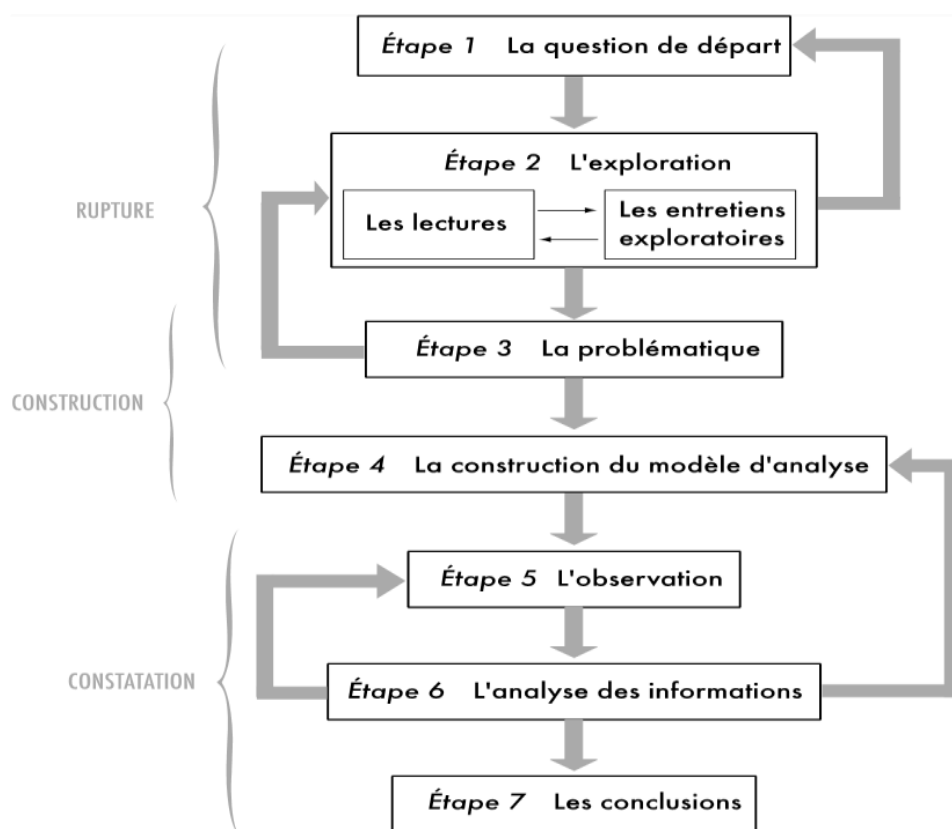 Étape 1 La question de départ
Étape 2 L'exploration
RUPTURE
Les lectures
Les entretiens
exploratoires
Étape 3 La problématique
CONSTRUCTION
Étape 4 La construction du modèle d'analyse
Étape 5 L'observation
CONSTATATION
Étape 6 L'analyse des informations
Étape 7 Les conclusions